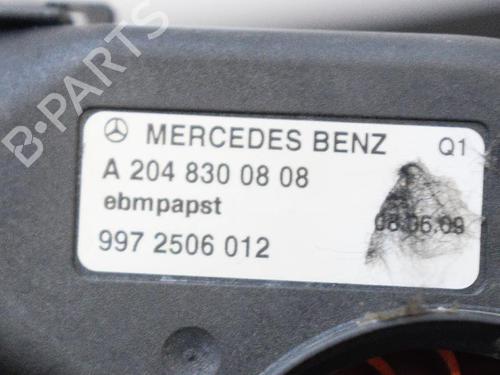 B-PARTS
MERCEDES BENZ Q1
A 204 830 08 08
ebmpapst 08.06.09
997 2506 012